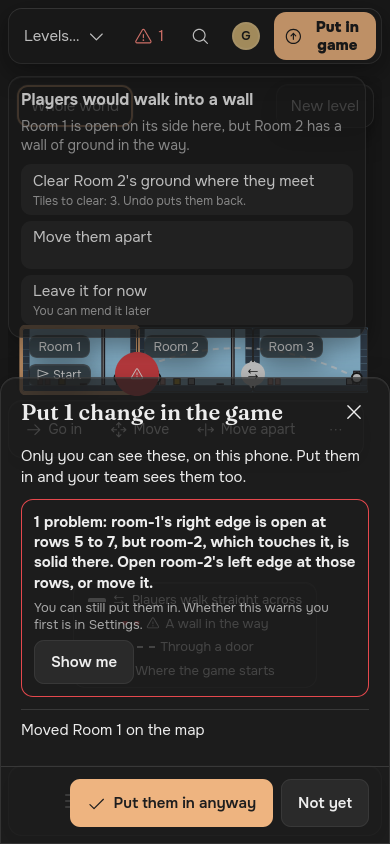 Levels...
1
G
Put in
game
Players would walk into a wall
Whole world
New level
Room 1 is open on its side here, but Room 2 has a
wall of ground in the way.
Clear Room 2's ground where they meet
Tiles to clear: 3. Undo puts them back.
Move them apart
Leave it for now
You can mend it later
Room 1
Room 2
Room 3
Start
Put 1 change in the game
Go in
Move
Move apart
...
Only you can see these, on this phone. Put them
in and your team sees them too.
1 problem: room-1's right edge is open at
rows 5 to 7, but room-2, which touches it, is
solid there. Open room-2's left edge at those
rows, or move it.
Players walk straight across
You can still put them in. Whether this warns you
first is in Settings.
A wall in the way
Through a door
Show me
Where the game starts
Moved Room 1 on the map
Put them in anyway
Not yet